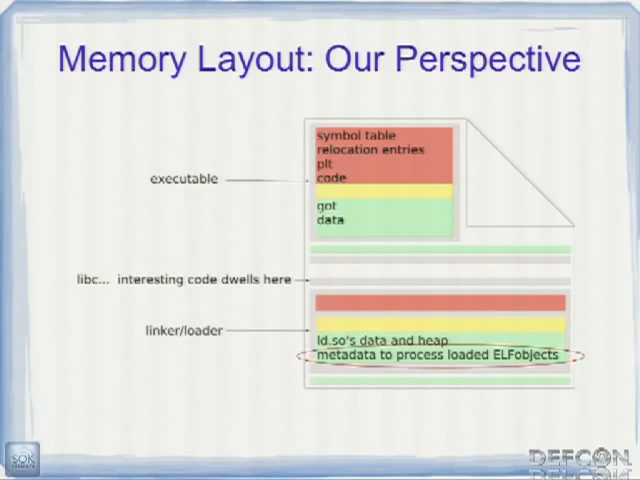 Memory Layout: Our Perspective
symbol table
relocation entries
plt
code
executable
got
data
libc... interesting code dwells here
linker/loader
ld.so's data and heap
metadata to process loaded ELFobjects
SOK
DEFCON